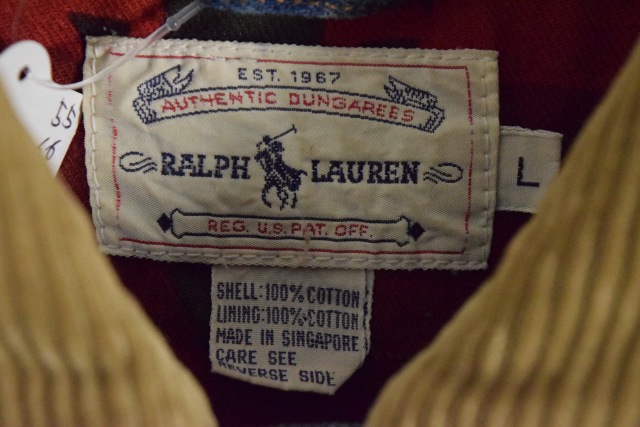 EST. 1967
AUTHENTIC DUNGAREES
RALPH LAUREN
REG. U.S. PAT. OFF.
L
SHELL:100% COTTON
LINING:100% COTTON
MADE IN SINGAPORE
CARE SEE
REVERSE SIDE
55